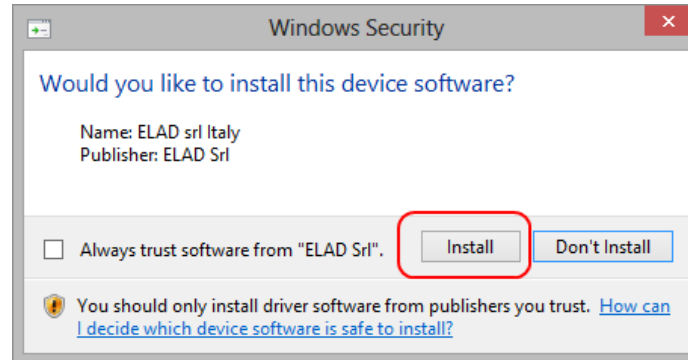 Windows Security
Would you like to install this device software?
Name: ELAD srl Italy
Publisher: ELAD Srl
Always trust software from "ELAD Srl".
Install
Don't Install
You should only install driver software from publishers you trust. How can
I decide which device software is safe to install?